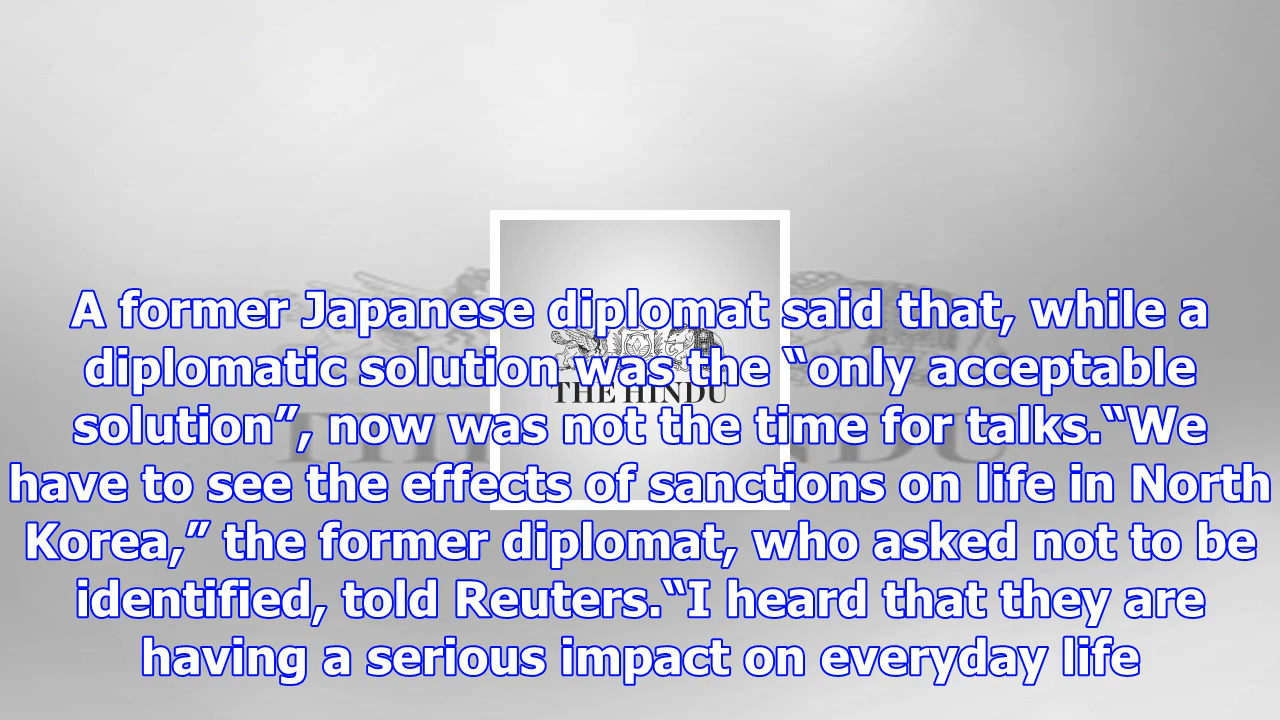 A former Japanese diplomat said that, while a
diplomatic solution was the “only acceptable
solution”, now was not the time for talks.“We
have to see the effects of sanctions on life in North
Korea,” the former diplomat, who asked not to be
identified, told Reuters.“I heard that they are
having a serious impact on everyday life
THE HINDU
THE HINDU